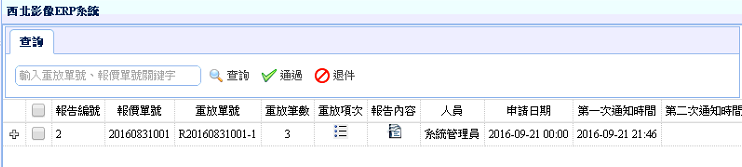 西北影像ERP系統
查詢
輸入重放單號、報價單號關鍵字 查詢 通過 退件
報告編號 報價單號 重放單號 重放筆數 重放項次 報告內容 人員 申請日期 第一次通知時間 第二次通知時間
2 20160831001 R20160831001-1 3 系統管理員 2016-09-21 00:00 2016-09-21 21:46